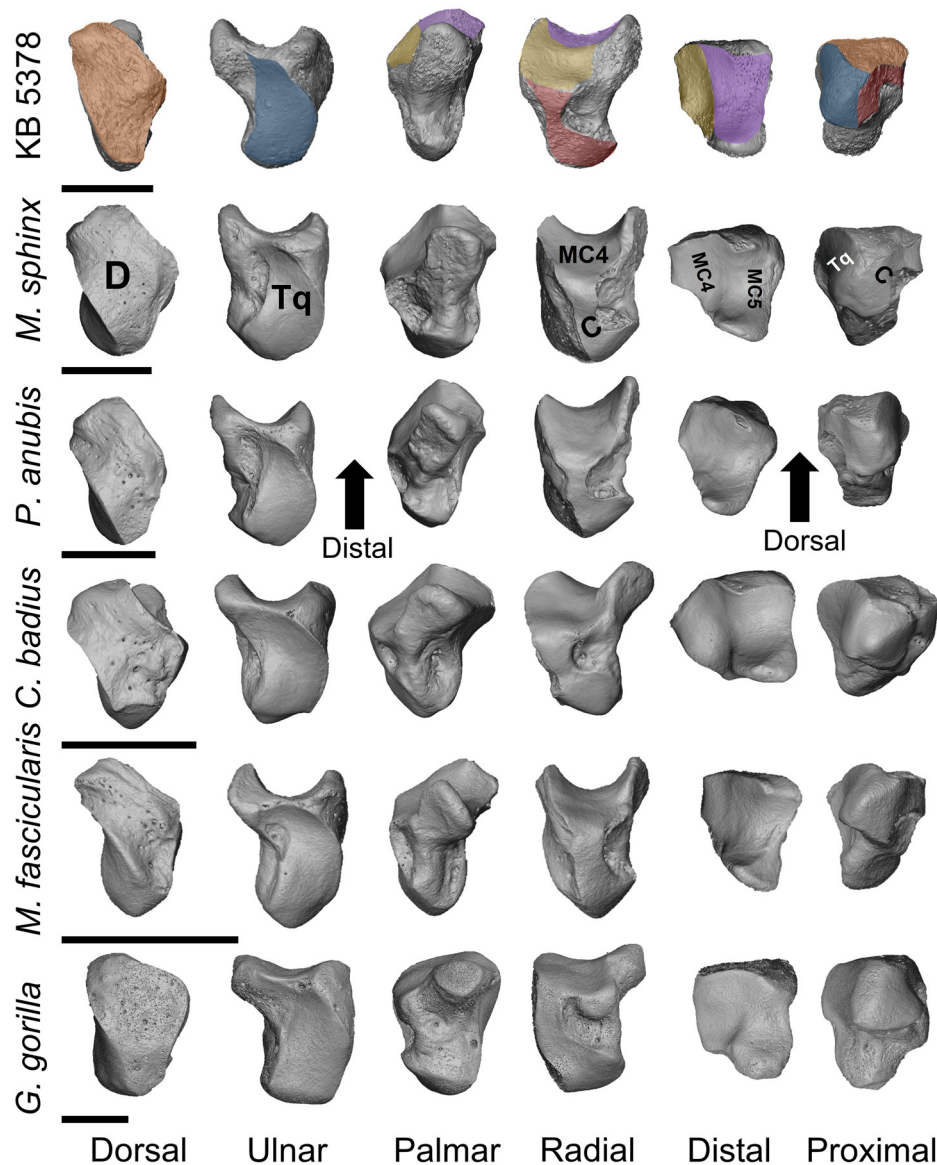 KB 5378
M. sphinx
D
Tq
MC4
C
MC4
MC5
Tq
C
P. anubis
Distal
Dorsal
C. badius
M. fascicularis
G. gorilla
Dorsal Ulnar Palmar Radial Distal Proximal